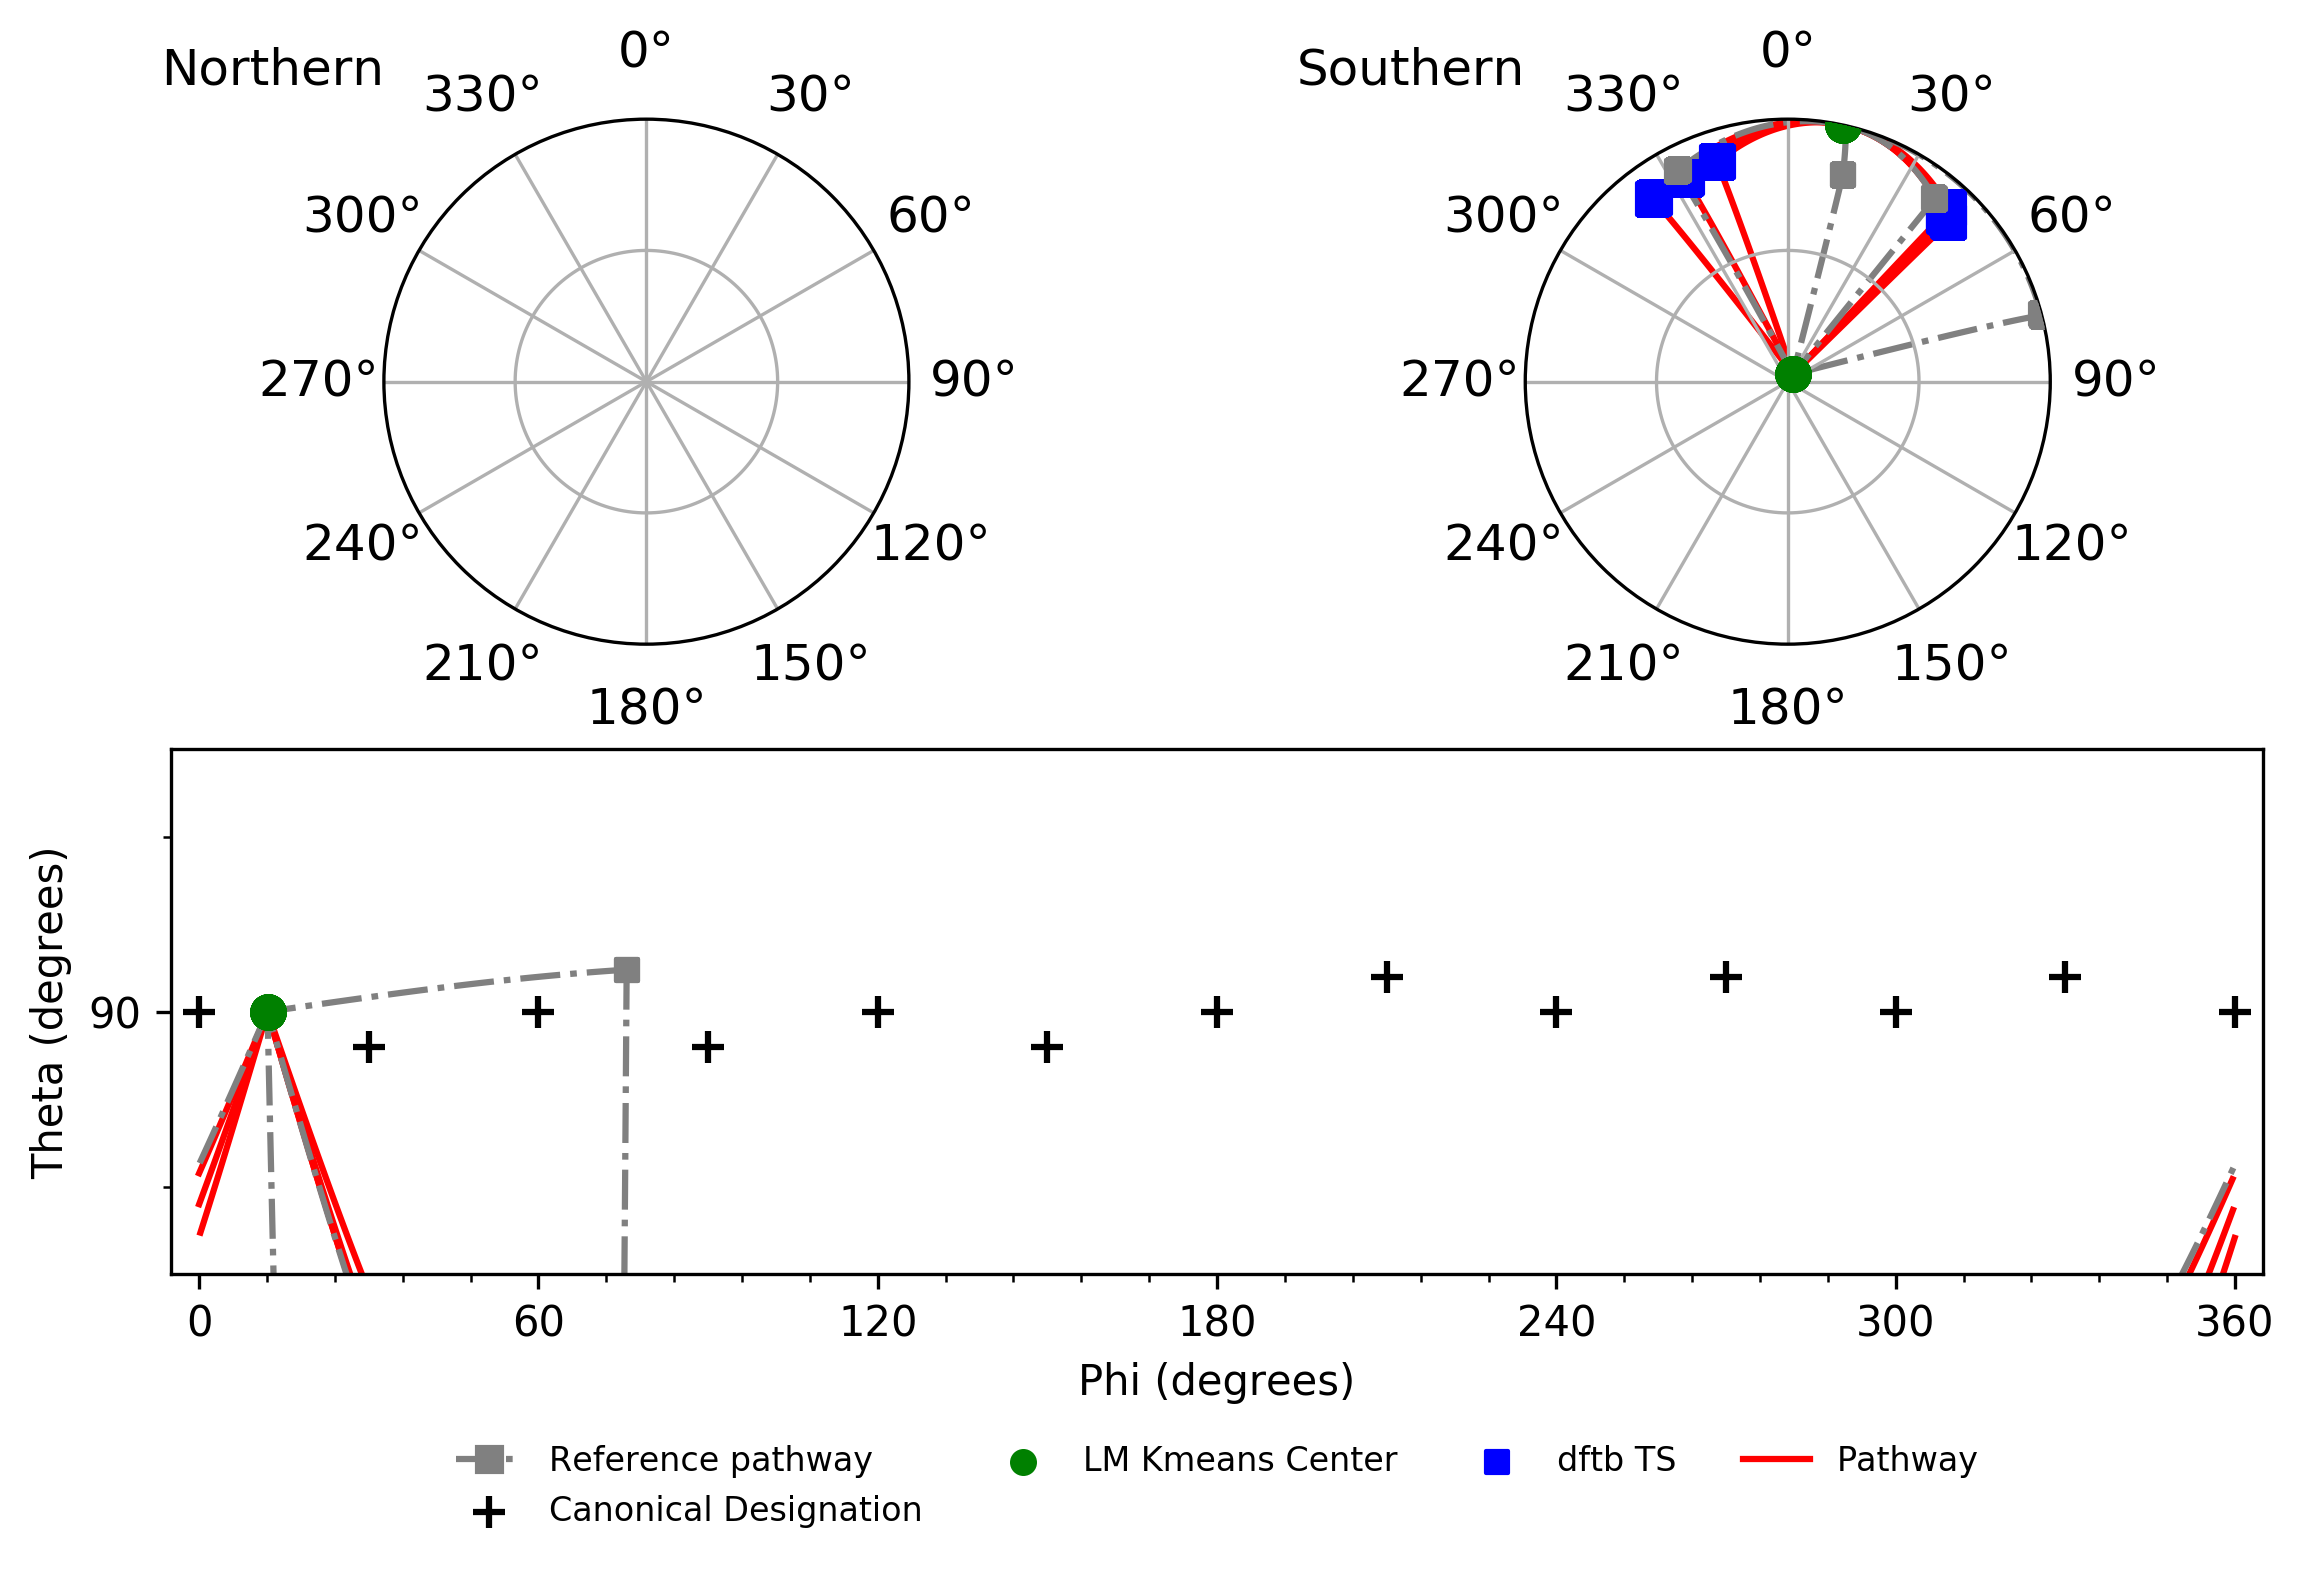 Northern
0°
30°
60°
90°
120°
150°
180°
210°
240°
270°
300°
330°
Southern
0°
30°
60°
90°
120°
150°
180°
210°
240°
270°
300°
330°
Theta (degrees)
90
0 60 120 180 240 300 360
Phi (degrees)
Reference pathway
Canonical Designation
LM Kmeans Center
dftb TS
Pathway